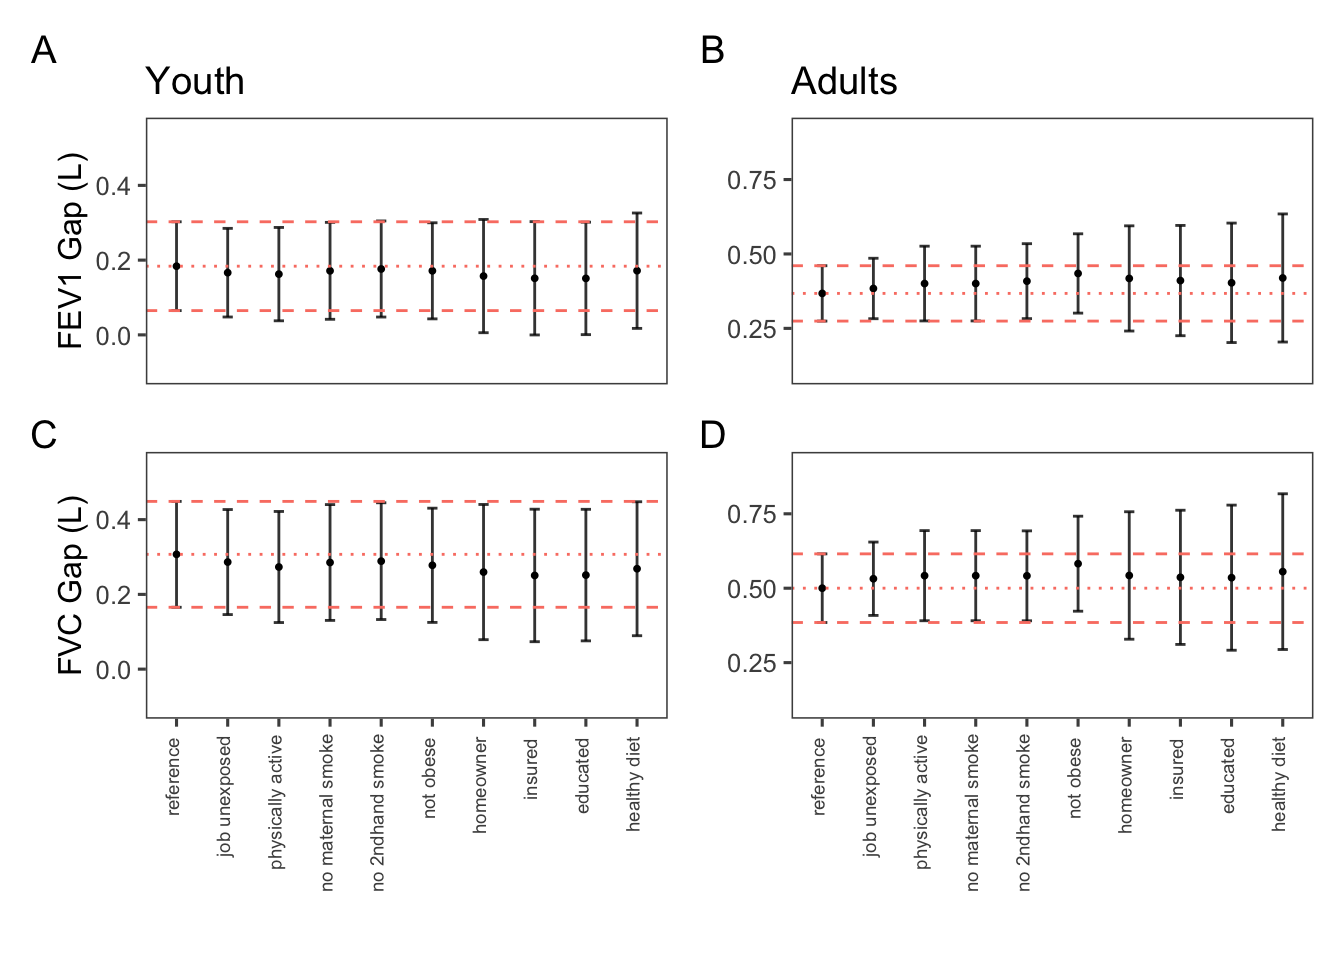 A
Youth
FEV1 Gap (L)
0.4
0.2
0.0
B
Adults
0.75
0.50
0.25
C
FVC Gap (L)
0.4
0.2
0.0
reference
job unexposed
physically active
no maternal smoke
no 2ndhand smoke
not obese
homeowner
insured
educated
healthy diet
D
0.75
0.50
0.25
reference
job unexposed
physically active
no maternal smoke
no 2ndhand smoke
not obese
homeowner
insured
educated
healthy diet